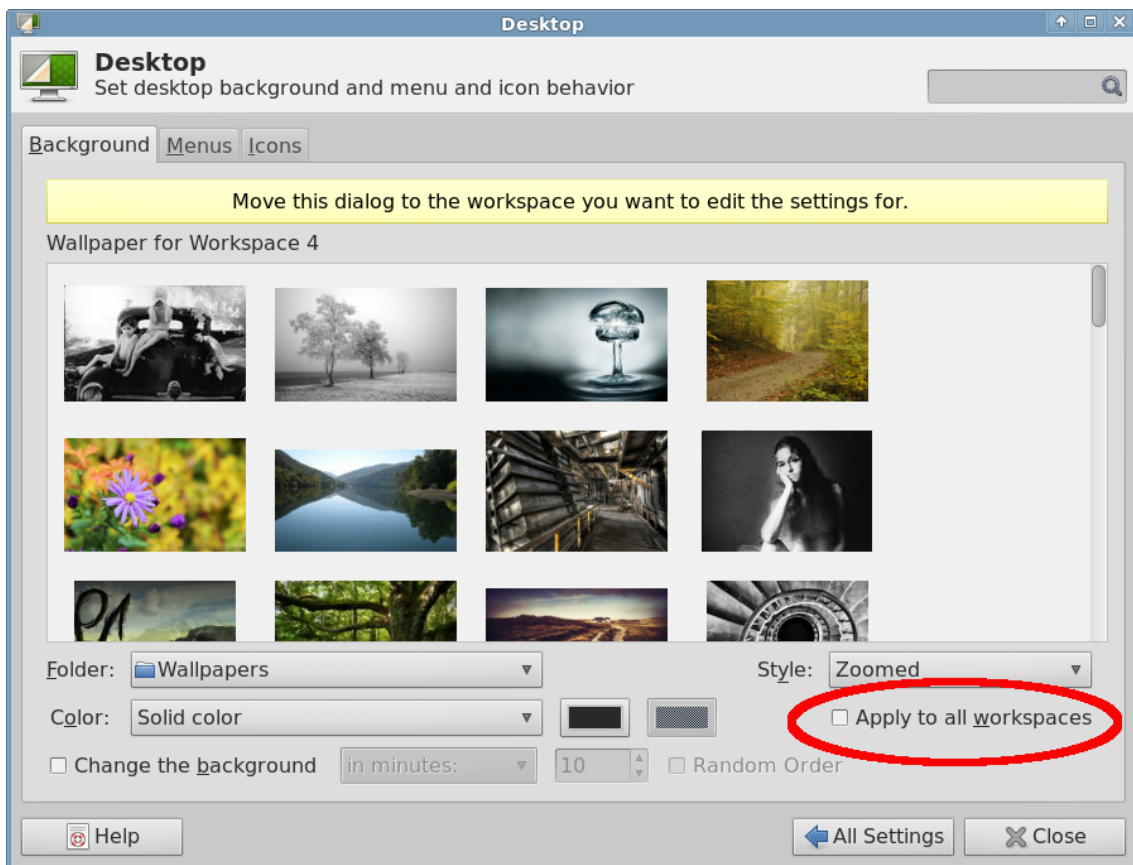 Desktop
Desktop
Set desktop background and menu and icon behavior
Background Menus Icons
Move this dialog to the workspace you want to edit the settings for.
Wallpaper for Workspace 4
Folder: Wallpapers Style: Zoomed
Color: Solid color Apply to all workspaces
Change the background in minutes: 10 Random Order
Help All Settings Close